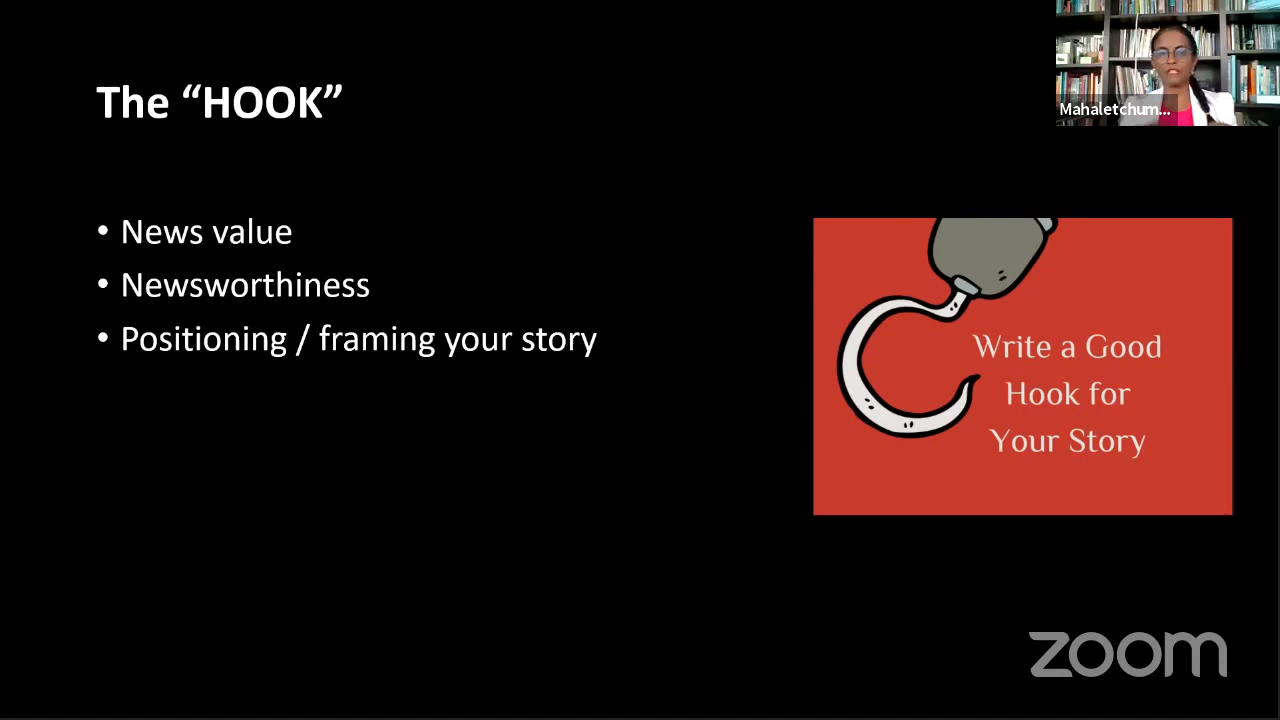 The “HOOK”
Mahaletchum...
• News value
• Newsworthiness
• Positioning / framing your story
Write a Good
Hook for
Your Story
zoom